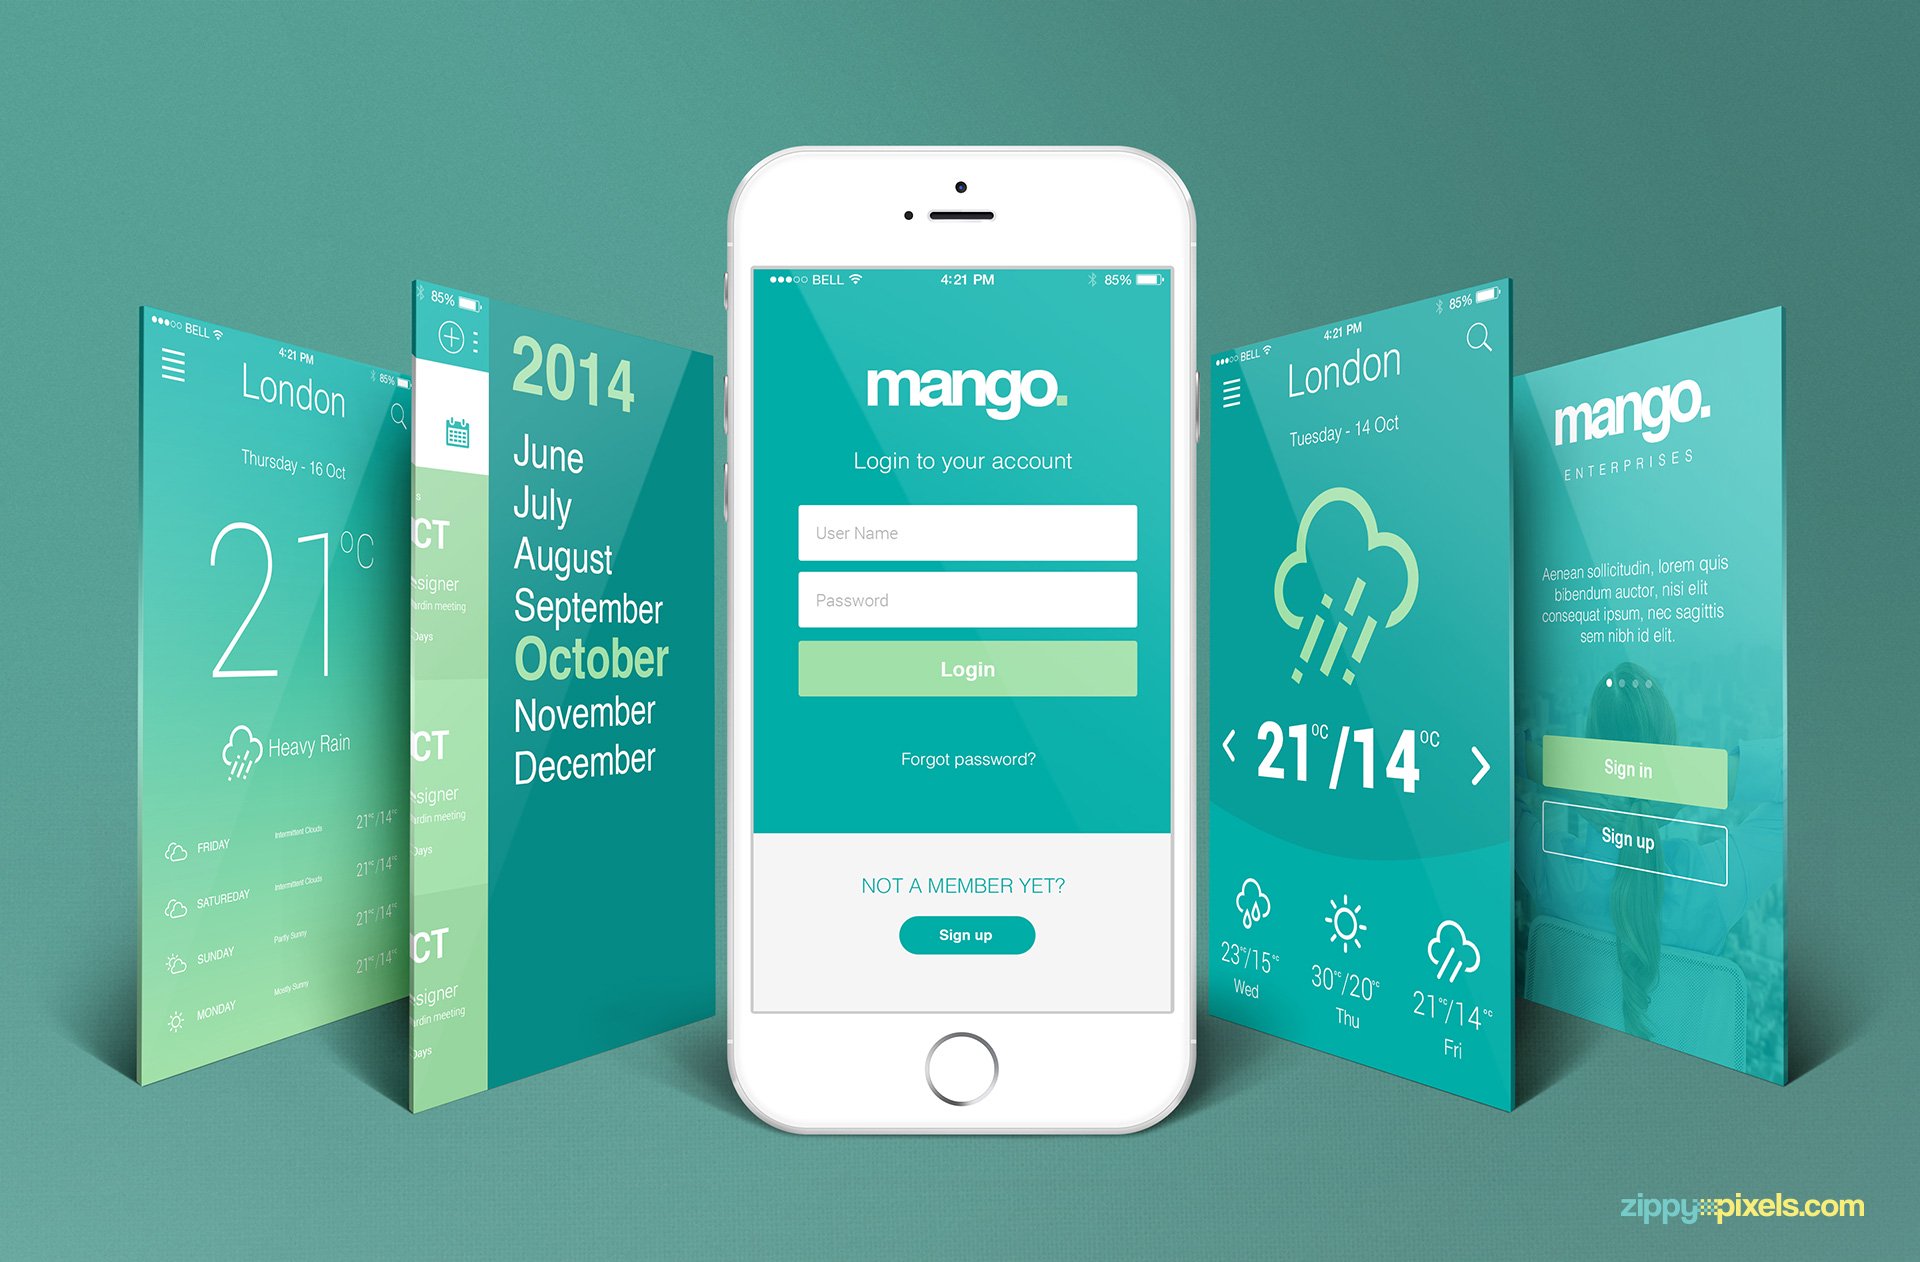 ●●●○○ BELL
4:21 PM
85%
London
Thursday - 16 Oct
21°C
Heavy Rain
FRIDAY Intermittent Clouds 21°C/14°C
SATUREDAY Intermittent Clouds 21°C/14°C
SUNDAY Partly Sunny 21°C/14°C
MONDAY Mostly Sunny 21°C/14°C
85%
CT
esigner
ardin meeting
Days
CT
esigner
ardin meeting
Days
CT
esigner
ardin meeting
Days
2014
June
July
August
September
October
November
December
●●●○○ BELL 4:21 PM 85%
mango.
Login to your account
User Name
Password
Login
Forgot password?
NOT A MEMBER YET?
Sign up
●●●○○ BELL 4:21 PM 85%
London
Tuesday - 14 Oct
< 21°C/14°C >
23°C/15°C
Wed
30°C/20°C
Thu
21°C/14°C
Fri
mango.
ENTERPRISES
Aenean sollicitudin, lorem quis
bibendum auctor, nisi elit
consequat ipsum, nec sagittis
sem nibh id elit.
Sign in
Sign up
zippypixels.com